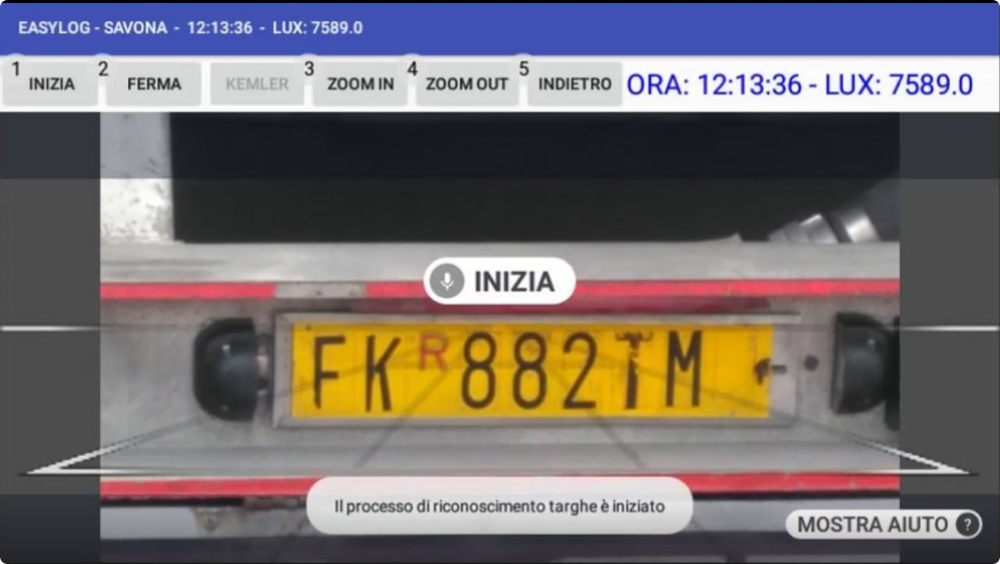 EASYLOG - SAVONA - 12:13:36 - LUX: 7589.0
1 INIZIA 2 FERMA KEMLER 3 ZOOM IN 4 ZOOM OUT 5 INDIETRO ORA: 12:13:36 - LUX: 7589.0
INIZIA
FK R 882TM
Il processo di riconoscimento targhe è iniziato
MOSTRA AIUTO ?